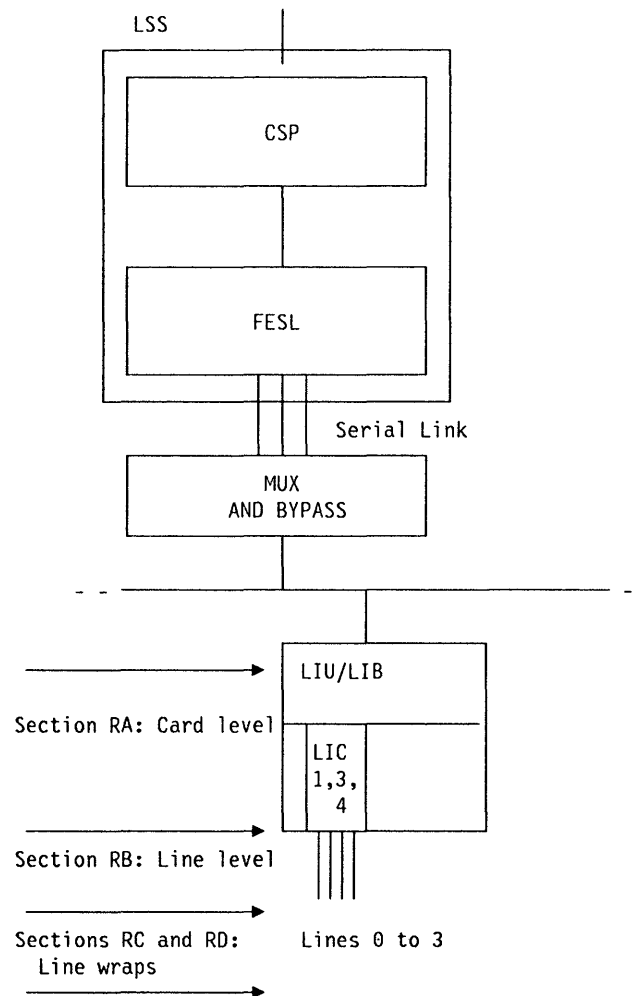 LSS
CSP
FESL
Serial Link
MUX
AND BYPASS
LIU/LIB
Section RA: Card level
LIC
1,3,
4
Section RB: Line level
Sections RC and RD:
Line wraps
Lines 0 to 3